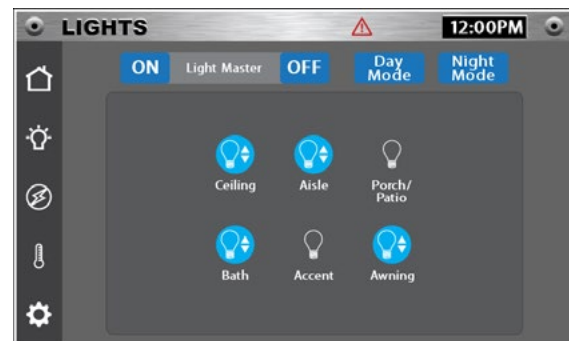 LIGHTS
12:00PM
ON
Light Master
OFF
Day
Mode
Night
Mode
Ceiling
Aisle
Porch/
Patio
Bath
Accent
Awning